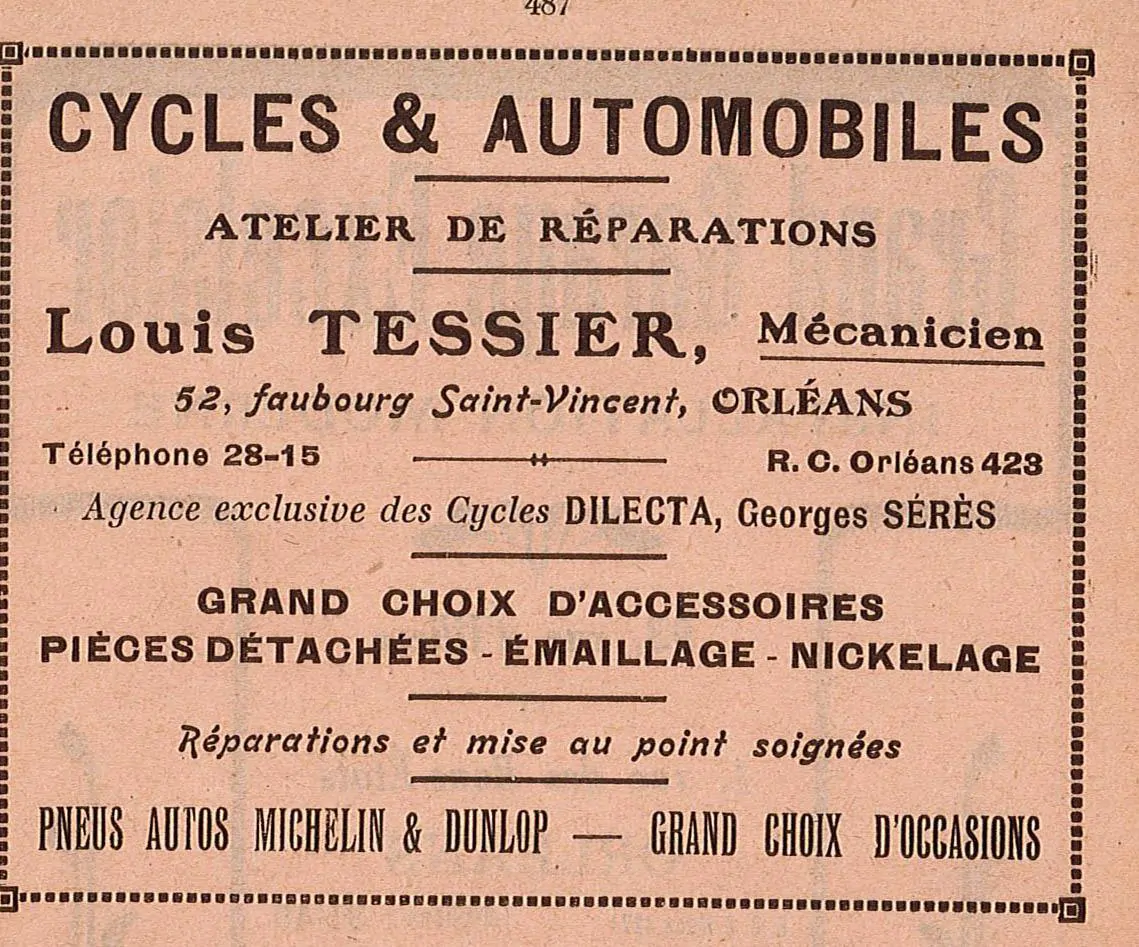 487
CYCLES & AUTOMOBILES
ATELIER DE RÉPARATIONS
Louis TESSIER, Mécanicien
52, faubourg Saint-Vincent, ORLÉANS
Téléphone 28-15 R. C. Orléans 423
Agence exclusive des Cycles DILECTA, Georges SÉRÈS
GRAND CHOIX D'ACCESSOIRES
PIÈCES DÉTACHÉES - ÉMAILLAGE - NICKELAGE
Réparations et mise au point soignées
PNEUS AUTOS MICHELIN & DUNLOP — GRAND CHOIX D'OCCASIONS